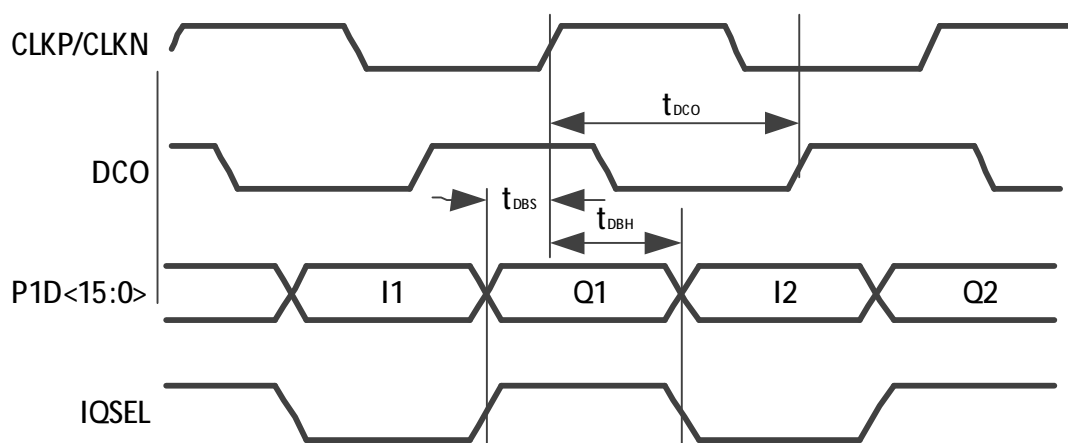 CLKP/CLKN
tDCO
DCO
tDBS
tDBH
P1D<15:0>
I1
Q1
I2
Q2
IQSEL